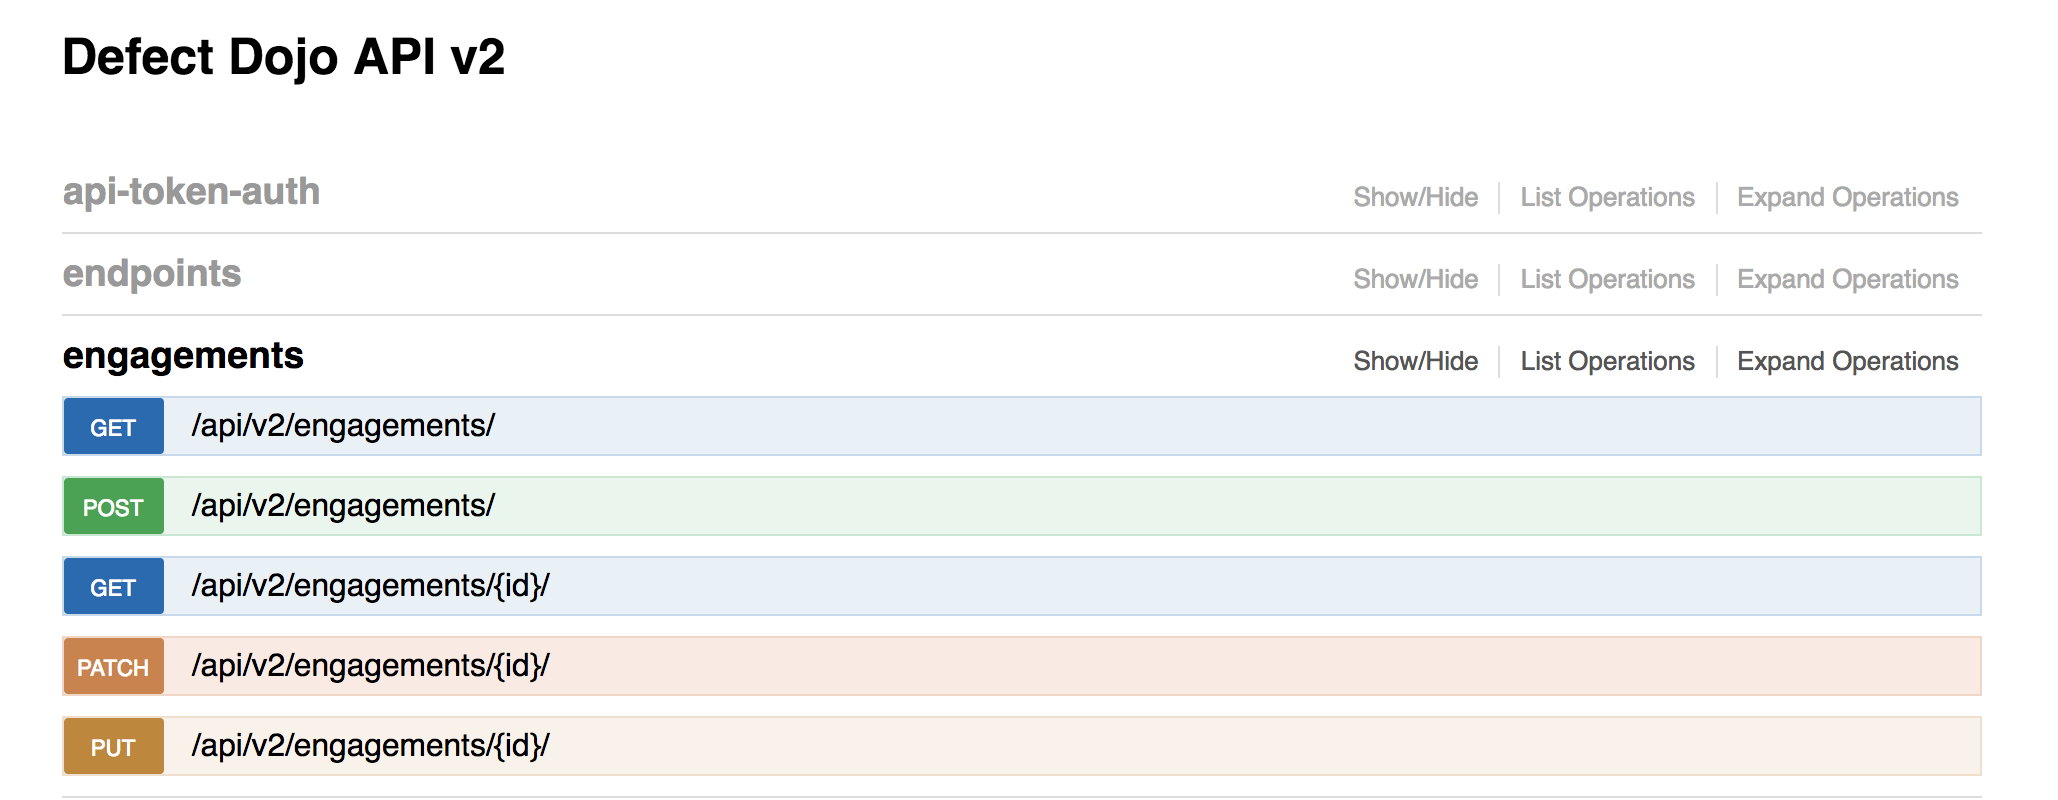 Defect Dojo API v2
api-token-auth Show/Hide List Operations Expand Operations
endpoints Show/Hide List Operations Expand Operations
engagements Show/Hide List Operations Expand Operations
GET /api/v2/engagements/
POST /api/v2/engagements/
GET /api/v2/engagements/{id}/
PATCH /api/v2/engagements/{id}/
PUT /api/v2/engagements/{id}/